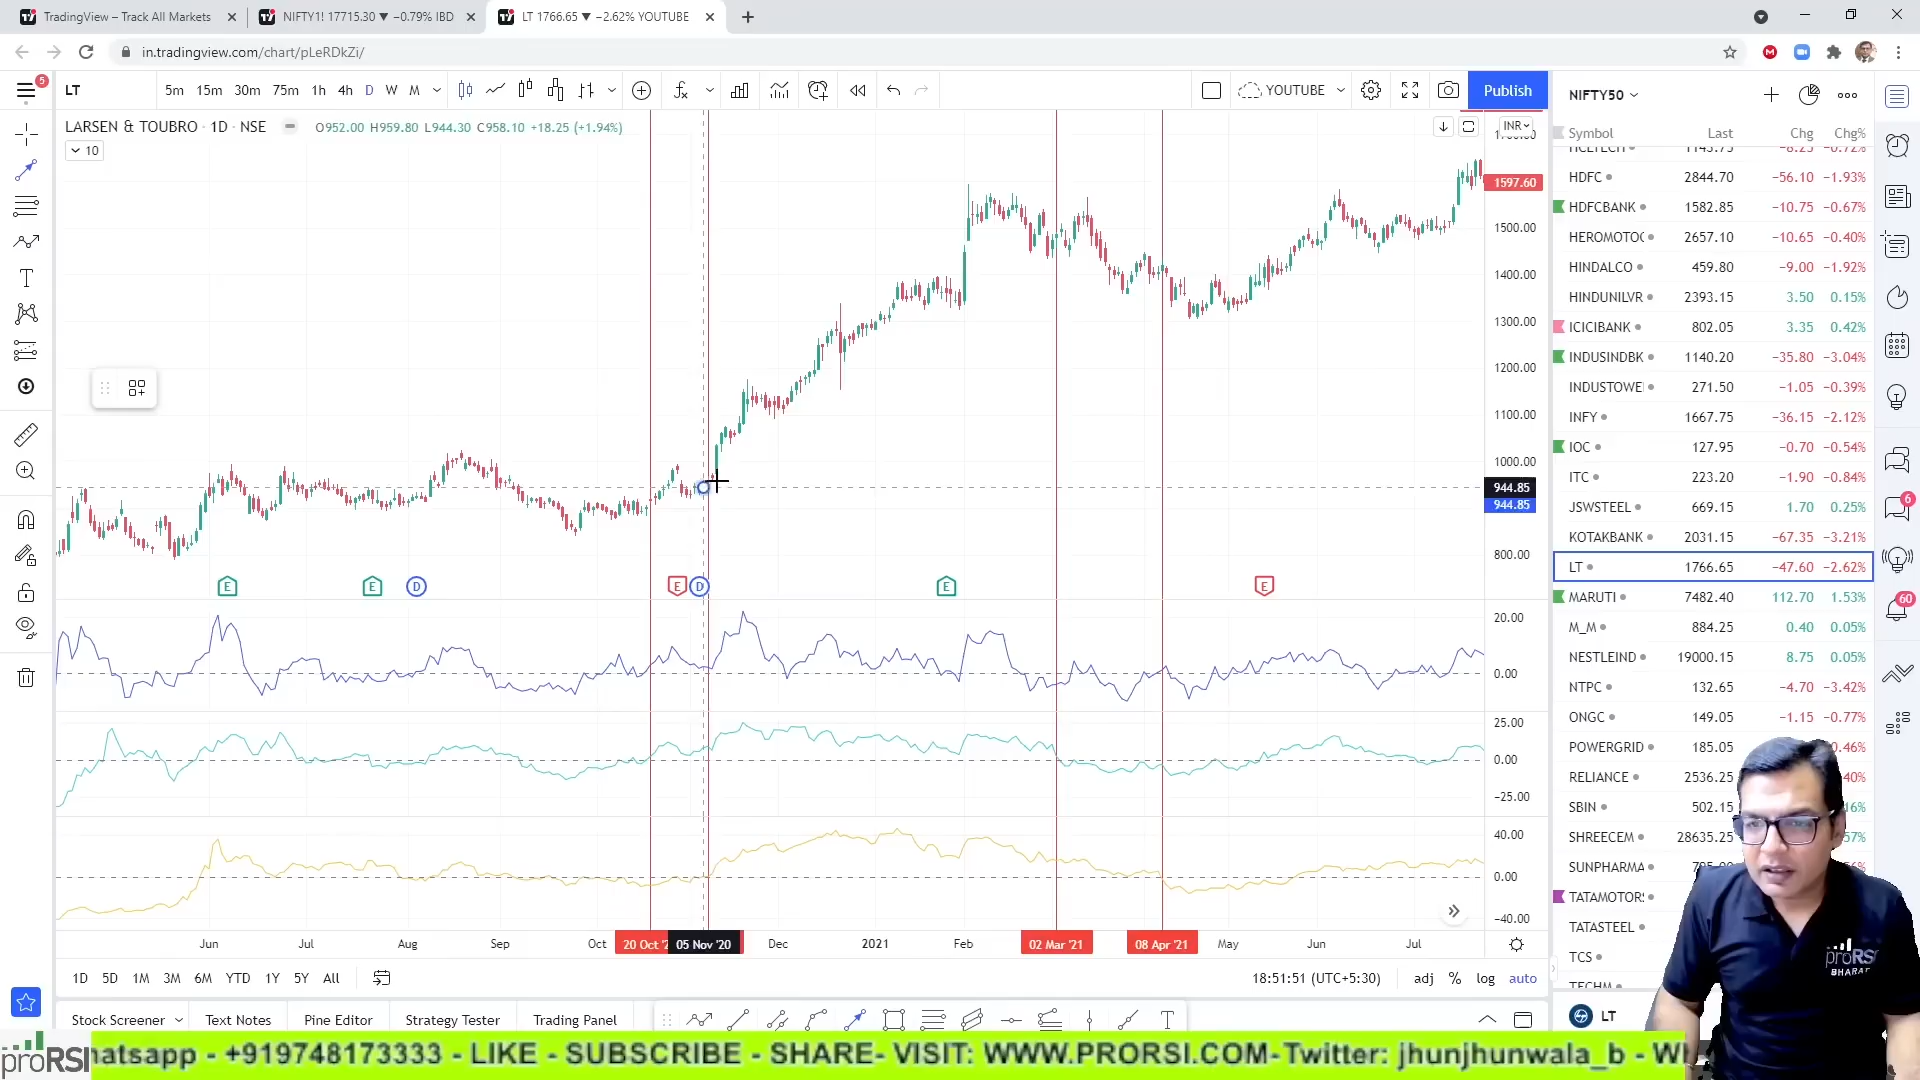 TradingView – Track All Markets
NIFTY1! 17715.30 ▼ −0.79% IBD
LT 1766.65 ▼ −2.62% YOUTUBE
in.tradingview.com/chart/pLeRDkZi/
5
LT
5m 15m 30m 75m 1h 4h D W M
YOUTUBE
Publish
NIFTY50
LARSEN & TOUBRO · 1D · NSE O952.00 H959.80 L944.30 C958.10 +18.25 (+1.94%)
10
INR
1597.60
1500.00
1400.00
1300.00
1200.00
1100.00
1000.00
944.85
944.85
800.00
E E D E D E E
20.00
0.00
25.00
0.00
−25.00
40.00
0.00
−40.00
Jun Jul Aug Sep Oct 05 Nov '20 Dec 2021 Feb 02 Mar '21 08 Apr '21 May Jun Jul
1D 5D 1M 3M 6M YTD 1Y 5Y All
18:51:51 (UTC+5:30) adj % log auto
Stock Screener Text Notes Pine Editor Strategy Tester Trading Panel
Symbol Last Chg Chg%
HDFC 2844.70 −56.10 −1.93%
HDFCBANK 1582.85 −10.75 −0.67%
2657.10 −10.65 −0.40%
HINDALCO 459.80 −9.00 −1.92%
HINDUNILVR 2393.15 3.50 0.15%
ICICIBANK 802.05 3.35 0.42%
INDUSINDBK 1140.20 −35.80 −3.04%
271.50 −1.05 −0.39%
INFY 1667.75 −36.15 −2.12%
IOC 127.95 −0.70 −0.54%
ITC 223.20 −1.90 −0.84%
JSWSTEEL 669.15 1.70 0.25%
KOTAKBANK 2031.15 −67.35 −3.21%
LT 1766.65 −47.60 −2.62%
MARUTI 7482.40 112.70 1.53%
M_M 884.25 0.40 0.05%
NESTLEIND 19000.15 8.75 0.05%
NTPC 132.65 −4.70 −3.42%
ONGC 149.05 −1.15 −0.77%
POWERGRID 185.05
RELIANCE 2536.25
SBIN 502.15
SHREECEM 28635.25
SUNPHARMA
TATAMOTORS
TATASTEEL
TCS
LT
6
60
proRSI
BHARAT
proRSI
- +919748173333 - LIKE - SUBSCRIBE - SHARE- VISIT: WWW.PRORSI.COM-Twitter: jhunjhunwala_b -